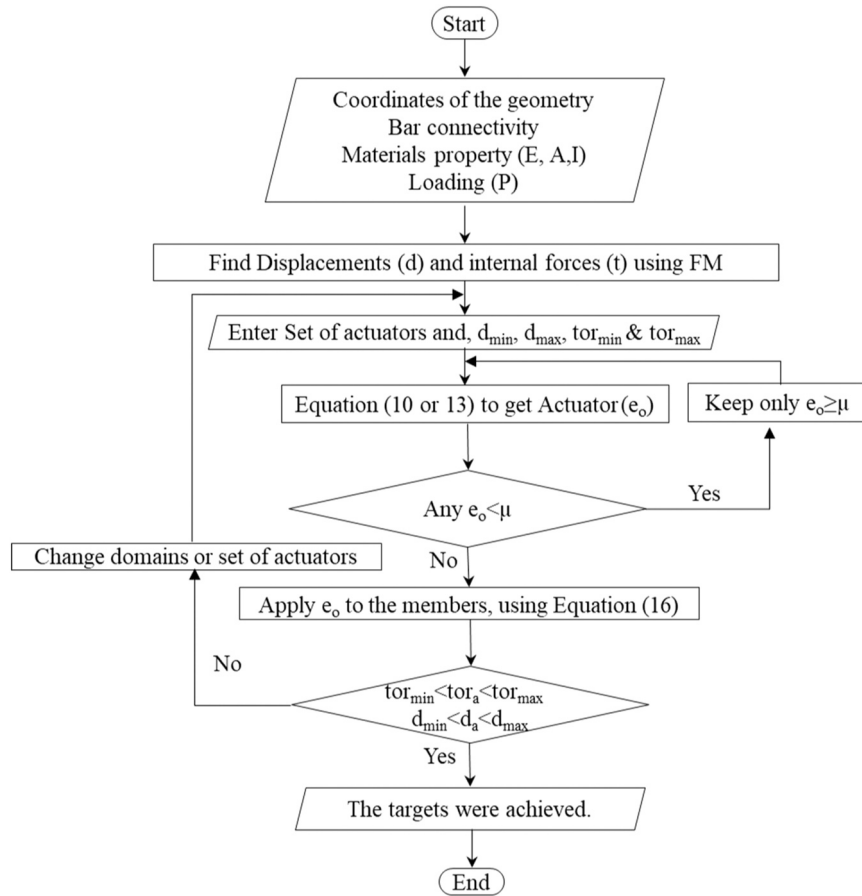 Start
Coordinates of the geometry
Bar connectivity
Materials property (E, A,I)
Loading (P)
Find Displacements (d) and internal forces (t) using FM
Enter Set of actuators and, dmin, dmax, tormin & tormax
Equation (10 or 13) to get Actuator(eo)
Keep only eo≥μ
Any eo<μ
Yes
No
Change domains or set of actuators
Apply eo to the members, using Equation (16)
No
tormin<tora<tormax
dmin<da<dmax
Yes
The targets were achieved.
End